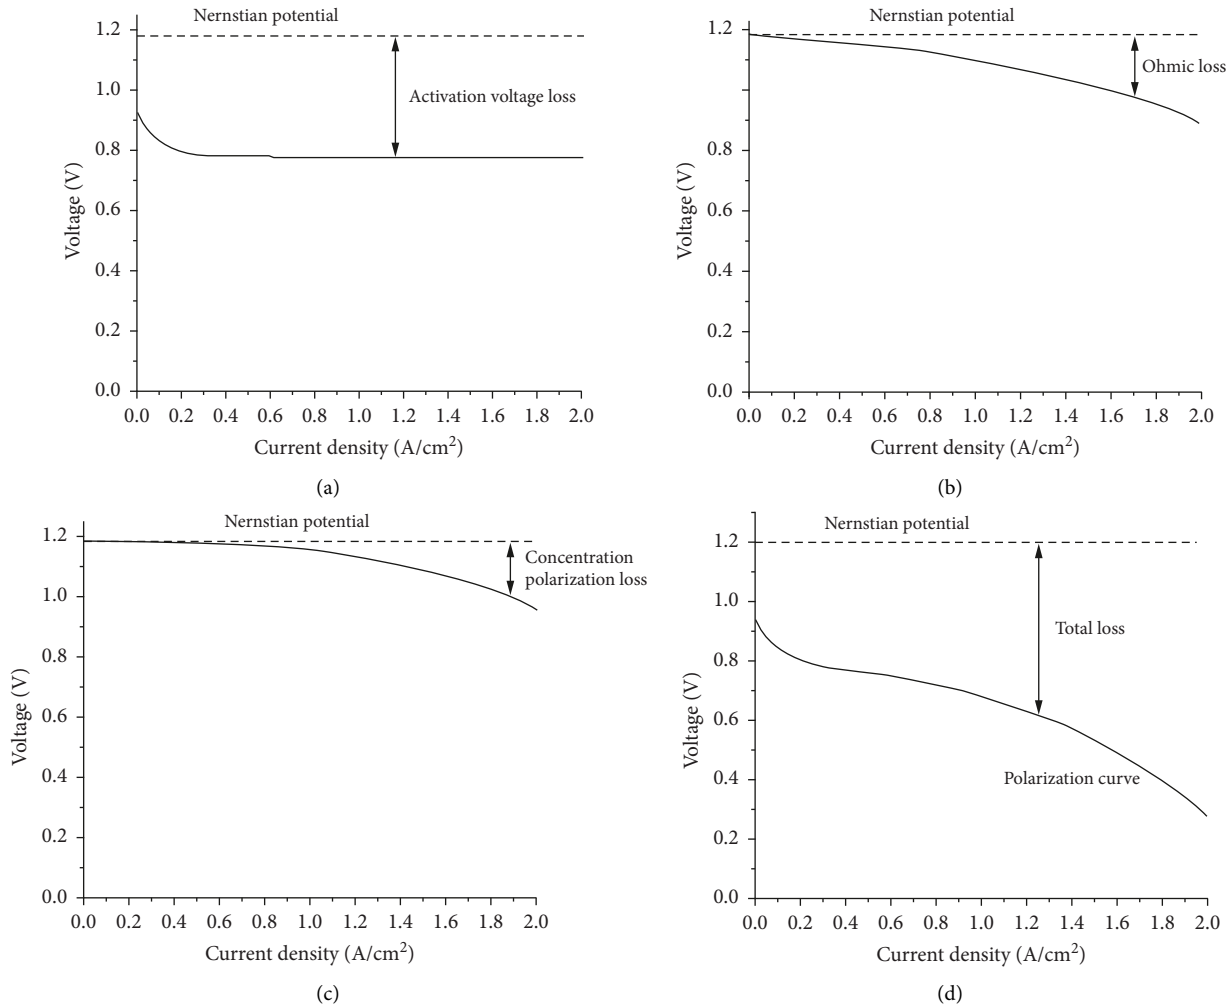 Nernstian potential
1.2
1.0
0.8
0.6
0.4
0.2
0.0
Voltage (V)
Activation voltage loss
0.0 0.2 0.4 0.6 0.8 1.0 1.2 1.4 1.6 1.8 2.0
Current density (A/cm²)
(a)
Nernstian potential
1.2
1.0
0.8
0.6
0.4
0.2
0.0
Voltage (V)
Ohmic loss
0.0 0.2 0.4 0.6 0.8 1.0 1.2 1.4 1.6 1.8 2.0
Current density (A/cm²)
(b)
Nernstian potential
1.2
1.0
0.8
0.6
0.4
0.2
0.0
Voltage (V)
Concentration
polarization loss
0.0 0.2 0.4 0.6 0.8 1.0 1.2 1.4 1.6 1.8 2.0
Current density (A/cm²)
(c)
Nernstian potential
1.2
1.0
0.8
0.6
0.4
0.2
0.0
Voltage (V)
Total loss
Polarization curve
0.0 0.2 0.4 0.6 0.8 1.0 1.2 1.4 1.6 1.8 2.0
Current density (A/cm²)
(d)